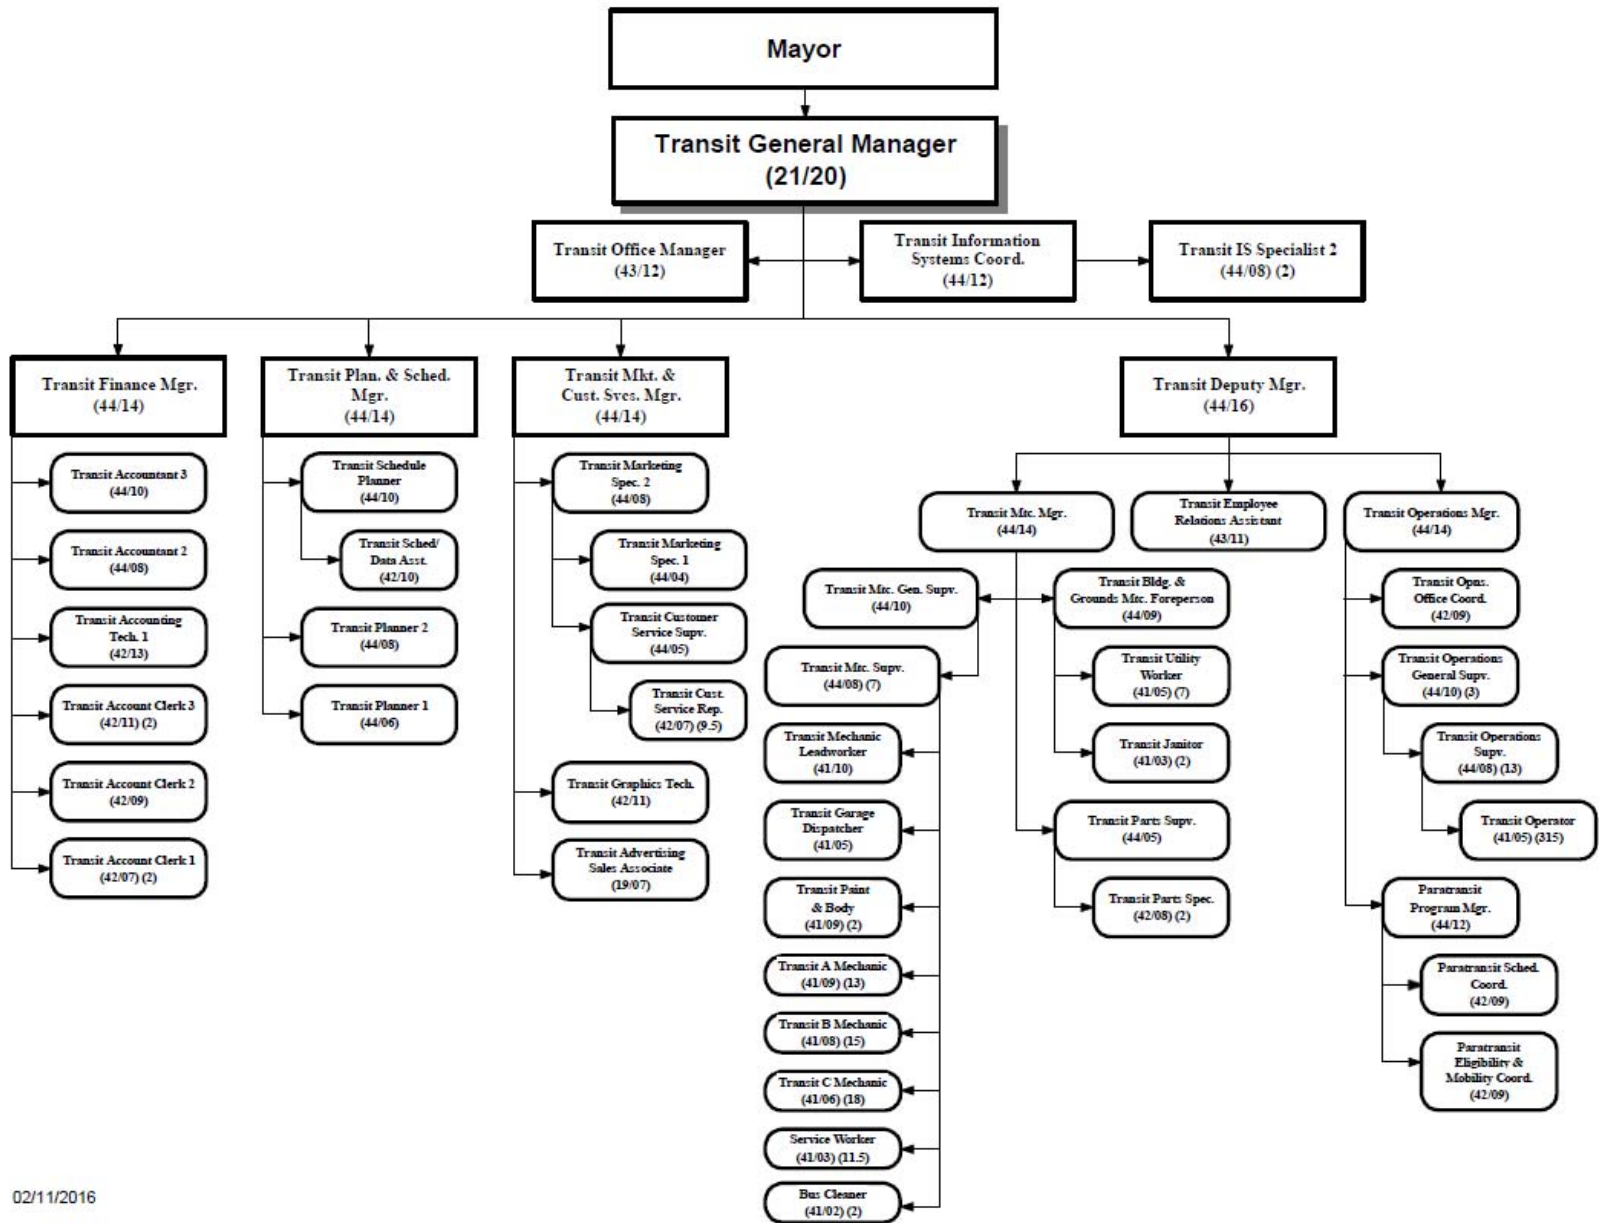 Mayor
Transit General Manager
(21/20)
Transit Office Manager
(43/12)
Transit Information
Systems Coord.
(44/12)
Transit IS Specialist 2
(44/08) (2)
Transit Finance Mgr.
(44/14)
Transit Plan. & Sched.
Mgr.
(44/14)
Transit Mkt. &
Cust. Svcs. Mgr.
(44/14)
Transit Deputy Mgr.
(44/16)
Transit Accountant 3
(44/10)
Transit Accountant 2
(44/08)
Transit Accounting
Tech. 1
(42/13)
Transit Account Clerk 3
(42/11) (2)
Transit Account Clerk 2
(42/09)
Transit Account Clerk 1
(42/07) (2)
Transit Schedule
Planner
(44/10)
Transit Sched/
Data Asst.
(42/10)
Transit Planner 2
(44/08)
Transit Planner 1
(44/06)
Transit Marketing
Spec. 2
(44/08)
Transit Marketing
Spec. 1
(44/04)
Transit Customer
Service Supv.
(44/05)
Transit Cust.
Service Rep.
(42/07) (9.5)
Transit Graphics Tech.
(42/11)
Transit Advertising
Sales Associate
(19/07)
Transit Mtc. Mgr.
(44/14)
Transit Employee
Relations Assistant
(43/11)
Transit Operations Mgr.
(44/14)
Transit Mtc. Gen. Supv.
(44/10)
Transit Bldg. &
Grounds Mtc. Foreperson
(44/09)
Transit Mtc. Supv.
(44/08) (7)
Transit Mechanic
Leadworker
(41/10)
Transit Garage
Dispatcher
(41/05)
Transit Paint
& Body
(41/09) (2)
Transit A Mechanic
(41/09) (13)
Transit B Mechanic
(41/08) (15)
Transit C Mechanic
(41/06) (18)
Service Worker
(41/03) (11.5)
Bus Cleaner
(41/02) (2)
Transit Utility
Worker
(41/05) (7)
Transit Janitor
(41/03) (2)
Transit Parts Supv.
(44/05)
Transit Parts Spec.
(42/08) (2)
Transit Opns.
Office Coord.
(42/09)
Transit Operations
General Supv.
(44/10) (3)
Transit Operations
Supv.
(44/08) (13)
Transit Operator
(41/05) (315)
Paratransit
Program Mgr.
(44/12)
Paratransit Sched.
Coord.
(42/09)
Paratransit
Eligibility &
Mobility Coord.
(42/09)
02/11/2016